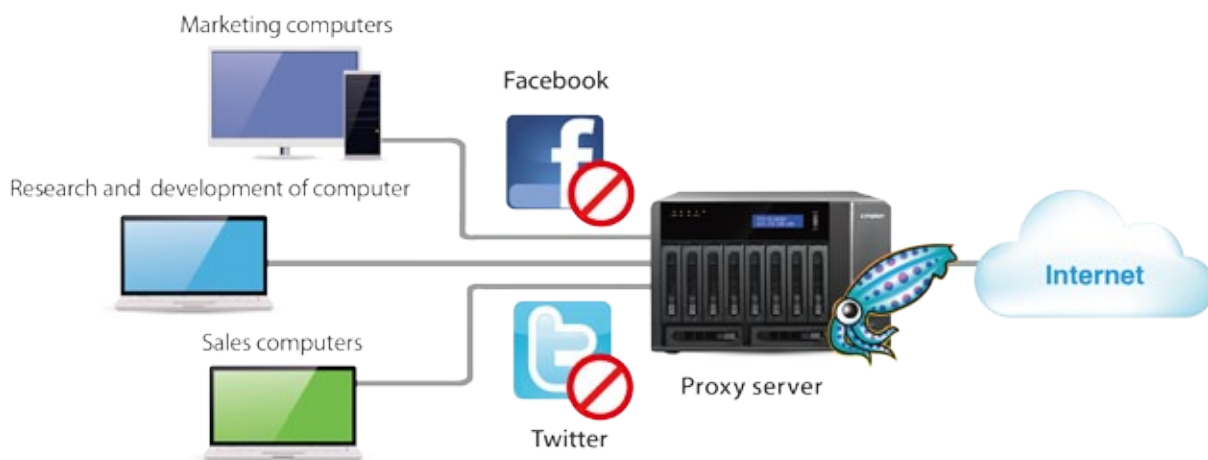 Marketing computers
Facebook
f
Research and development of computer
Internet
Sales computers
t
Proxy server
Twitter